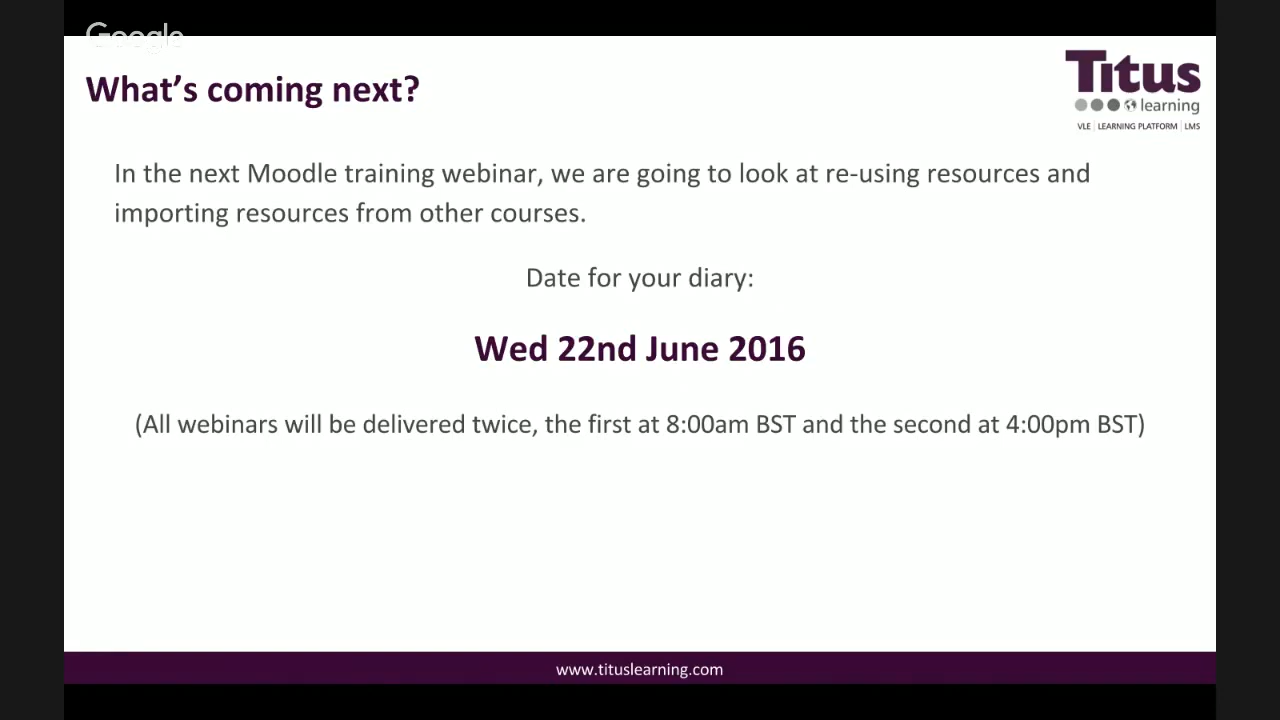 Google
What's coming next?
Titus
learning
VLE | LEARNING PLATFORM | LMS
In the next Moodle training webinar, we are going to look at re-using resources and
importing resources from other courses.
Date for your diary:
Wed 22nd June 2016
(All webinars will be delivered twice, the first at 8:00am BST and the second at 4:00pm BST)
www.tituslearning.com